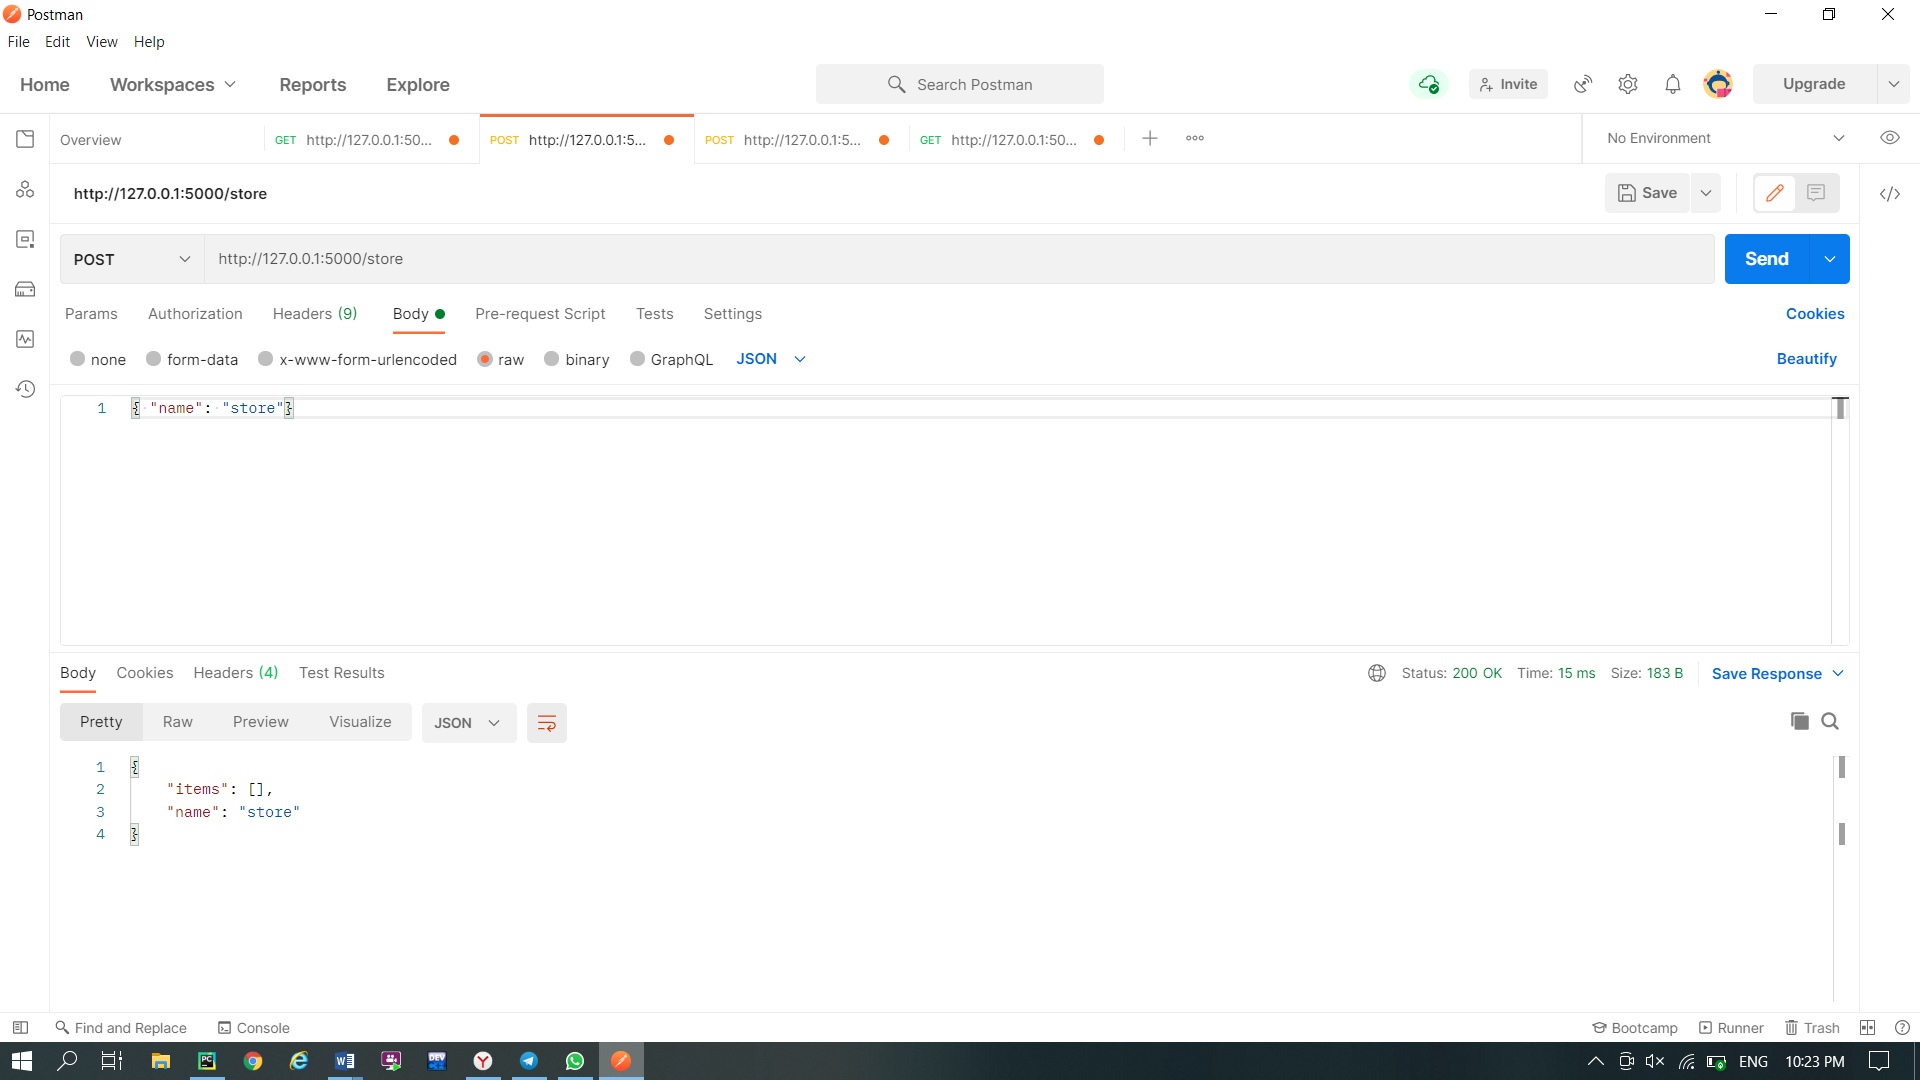 Postman
File Edit View Help
Home Workspaces Reports Explore Search Postman Invite Upgrade
Overview GET http://127.0.0.1:50... POST http://127.0.0.1:5... POST http://127.0.0.1:5... GET http://127.0.0.1:50... No Environment
http://127.0.0.1:5000/store Save
POST http://127.0.0.1:5000/store Send
Params Authorization Headers (9) Body Pre-request Script Tests Settings Cookies
none form-data x-www-form-urlencoded raw binary GraphQL JSON Beautify
1 { "name": "store"}
Body Cookies Headers (4) Test Results Status: 200 OK Time: 15 ms Size: 183 B Save Response
Pretty Raw Preview Visualize JSON
1 {
2 "items": [],
3 "name": "store"
4 }
Find and Replace Console Bootcamp Runner Trash
PC W DEV Y ENG 10:23 PM